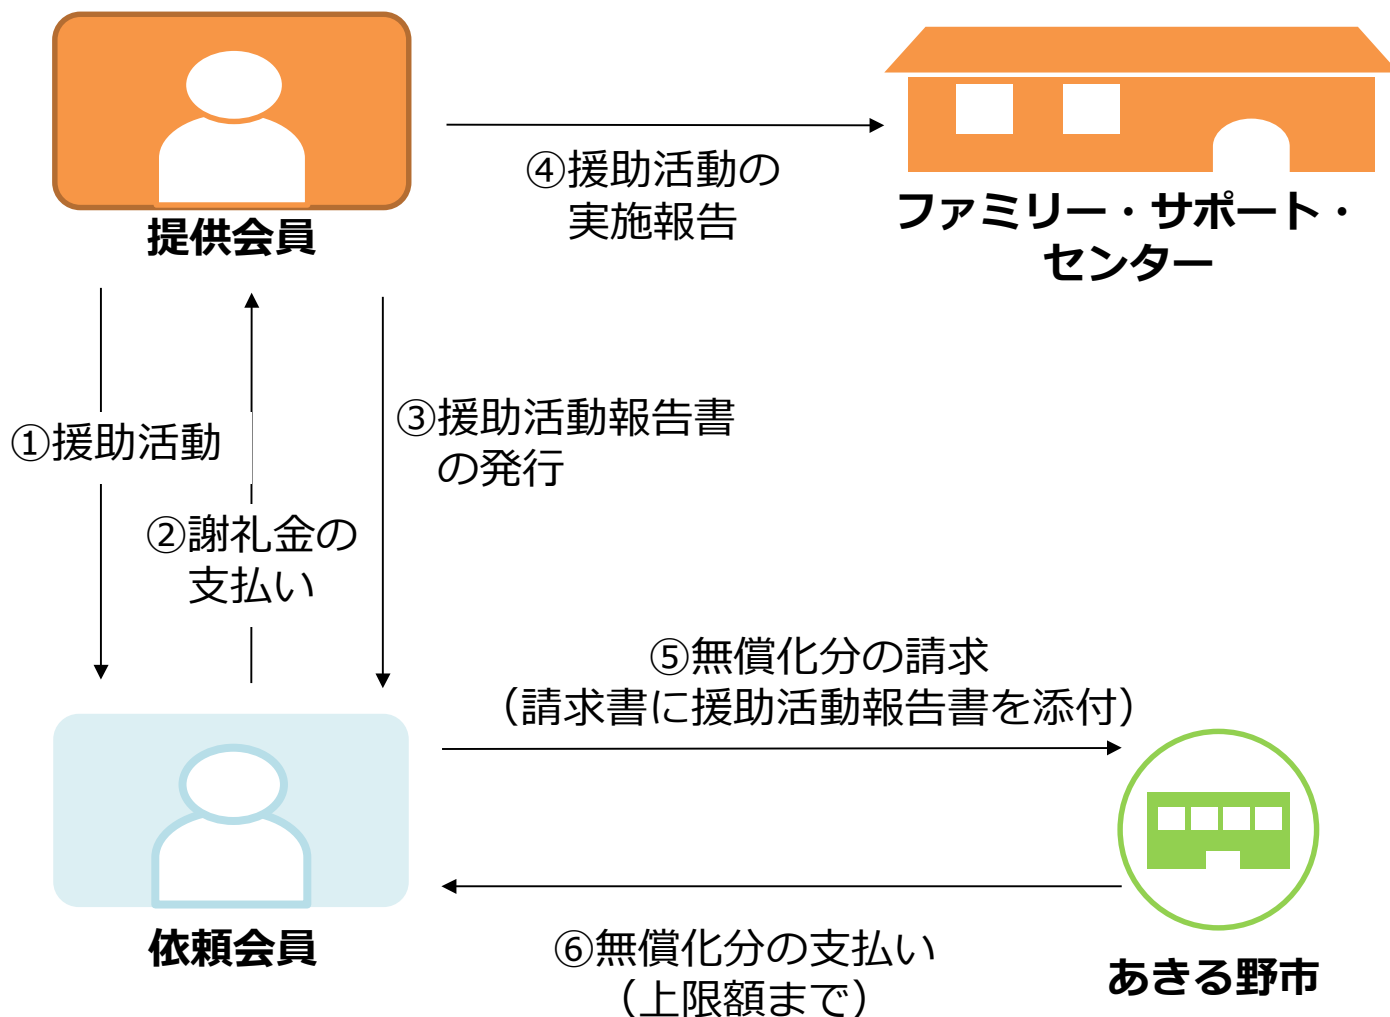 提供会員
④援助活動の
実施報告
ファミリー・サポート・
センター
①援助活動
②謝礼金の
支払い
③援助活動報告書
の発行
⑤無償化分の請求
（請求書に援助活動報告書を添付）
依頼会員
⑥無償化分の支払い
（上限額まで）
あきる野市